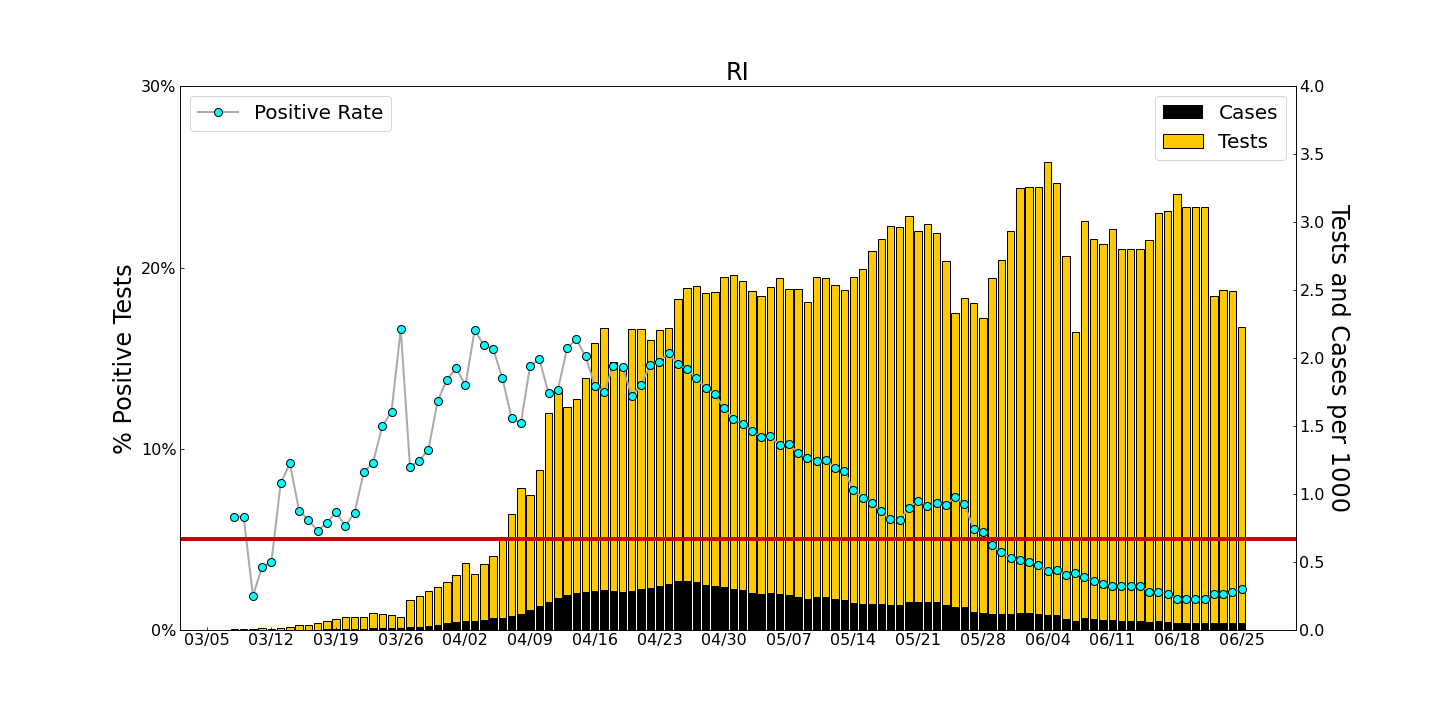 RI
30%
20%
10%
0%
% Positive Tests
Positive Rate
Cases
Tests
4.0
3.5
3.0
2.5
2.0
1.5
1.0
0.5
0.0
Tests and Cases per 1000
03/05 03/12 03/19 03/26 04/02 04/09 04/16 04/23 04/30 05/07 05/14 05/21 05/28 06/04 06/11 06/18 06/25